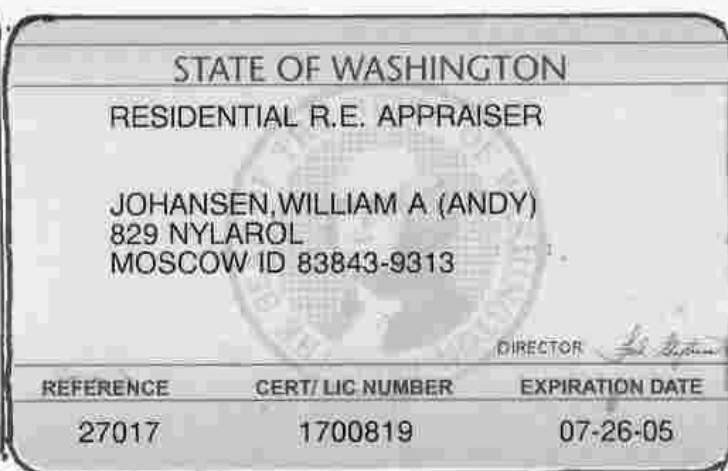 STATE OF WASHINGTON
RESIDENTIAL R.E. APPRAISER
JOHANSEN,WILLIAM A (ANDY)
829 NYLAROL
MOSCOW ID 83843-9313
DIRECTOR
REFERENCE CERT/ LIC NUMBER EXPIRATION DATE
27017 1700819 07-26-05